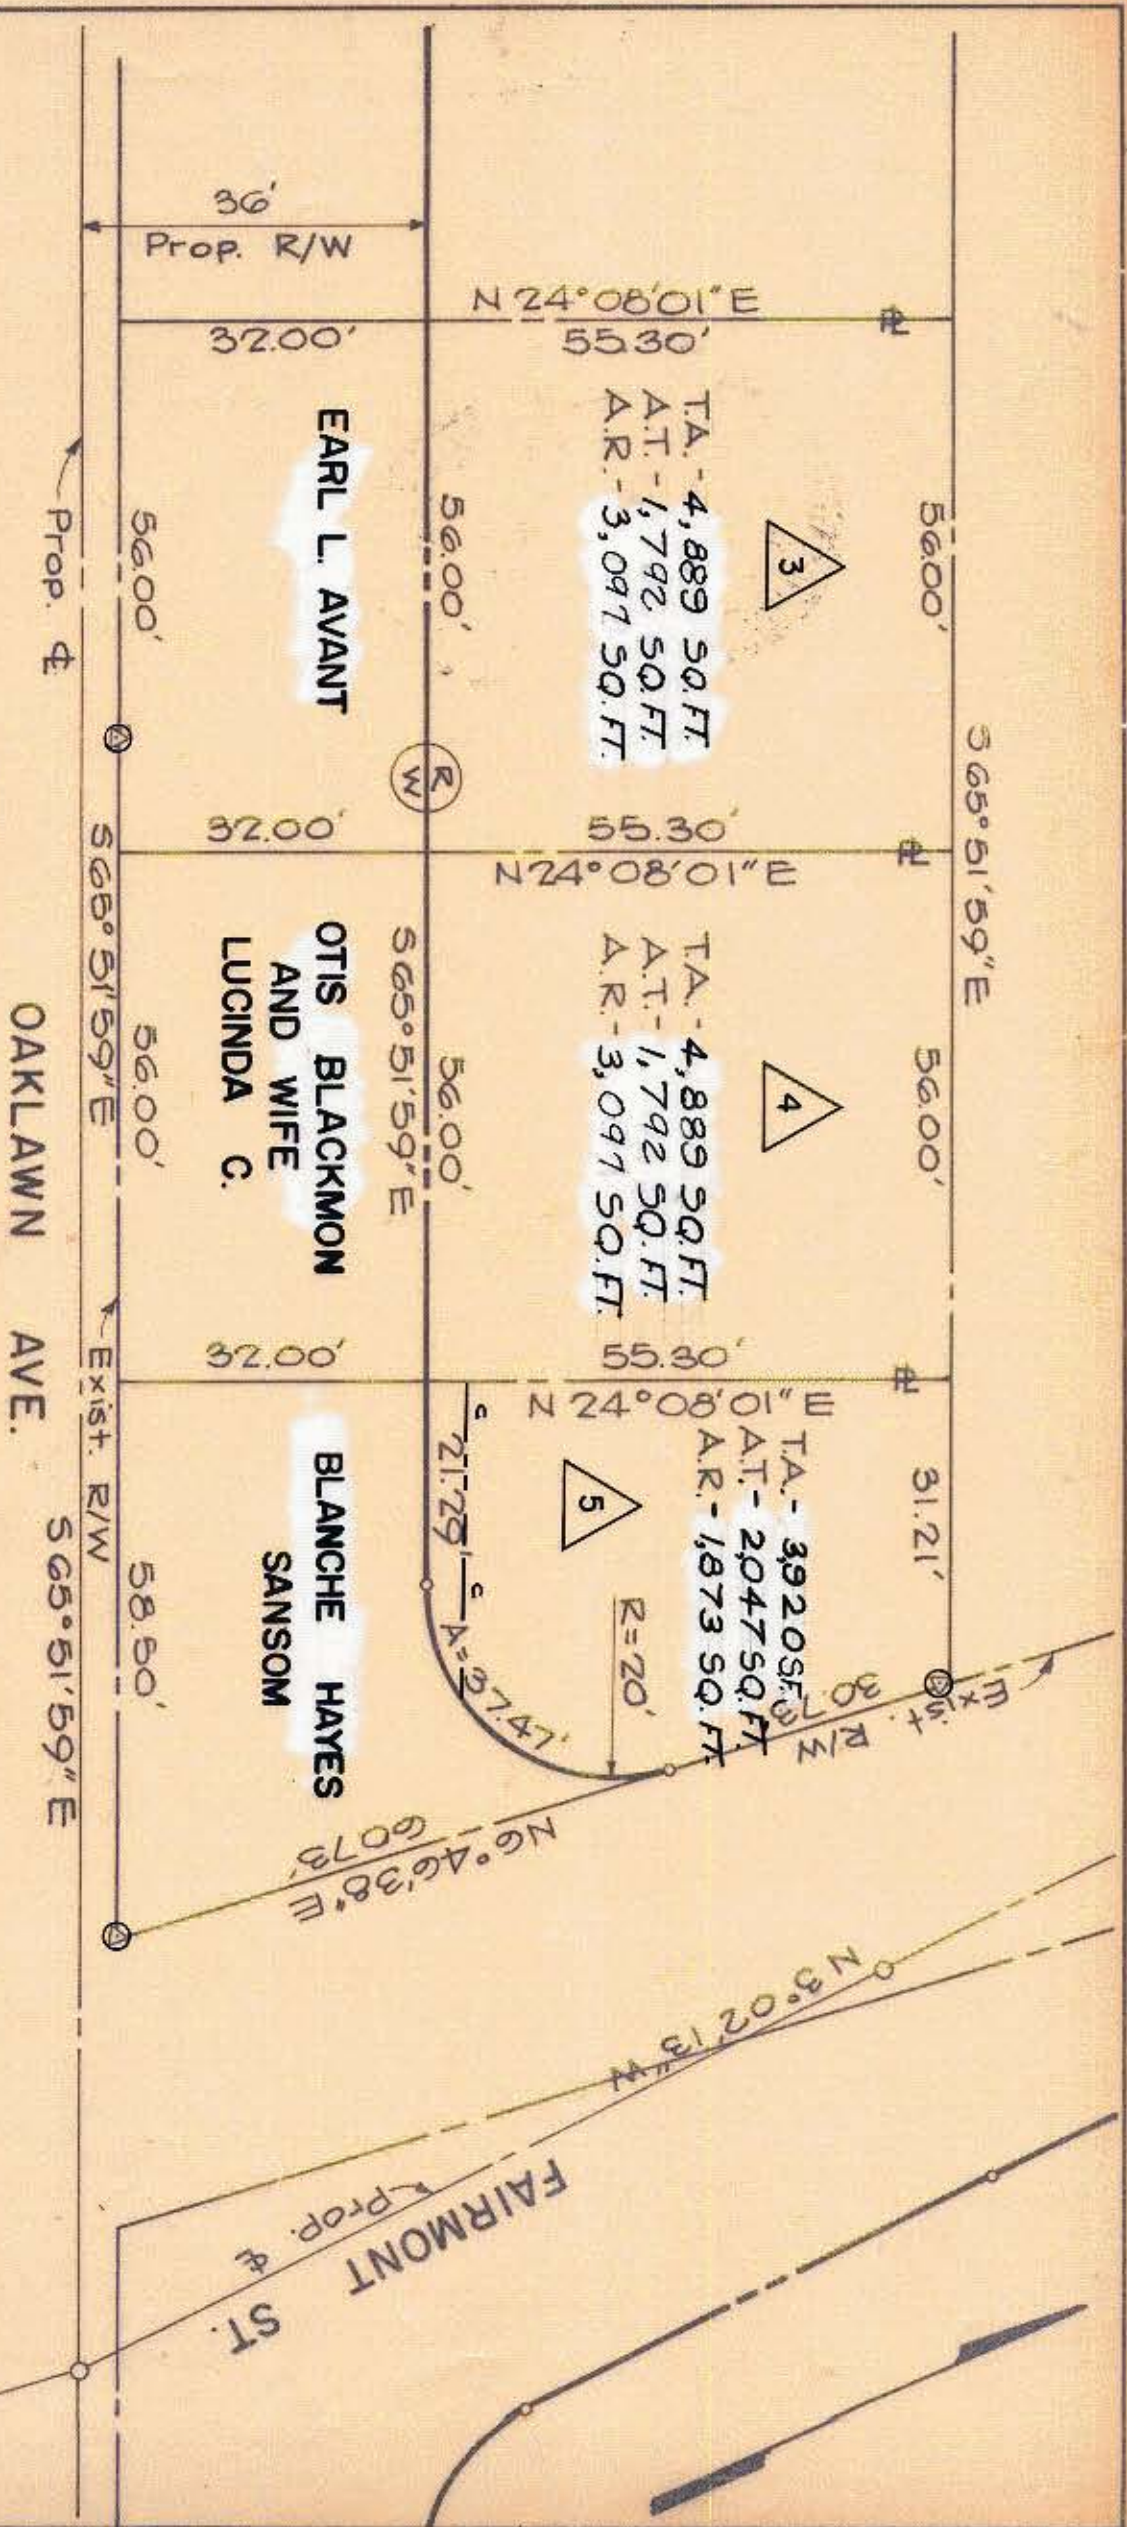 36'
Prop. R/W
N 24°08'01" E
32.00'
55.30'
PL
T.A. - 4,889 SQ.FT.
A.T. - 1,792 SQ.FT.
A.R. - 3,097 SQ.FT.
3
EARL L. AVANT
56.00'
56.00'
56.00'
Prop. CL
R
W
S 65°51'59" E
32.00'
55.30'
PL
N 24°08'01" E
T.A. - 4,889 SQ.FT.
A.T. - 1,792 SQ.FT.
A.R. - 3,097 SQ.FT.
4
OTIS BLACKMON
AND WIFE
LUCINDA C.
S 65°51'59" E
56.00'
56.00'
56.00'
S 65°51'59" E
OAKLAWN AVE.
Exist. R/W
32.00'
55.30'
PL
N 24°08'01" E
T.A. - 3,920 S.F.
A.T. - 2,047 SQ.FT.
A.R. - 1,873 SQ.FT.
5
31.21'
C
21.29'
C
A=37.47'
R=20'
BLANCHE HAYES
SANSOM
58.50'
S 65°51'59" E
30.73'
Exist. R/W
60.73'
N6°46'38"E
N 3°02'13" W
Prop. CL
FAIRMONT ST.